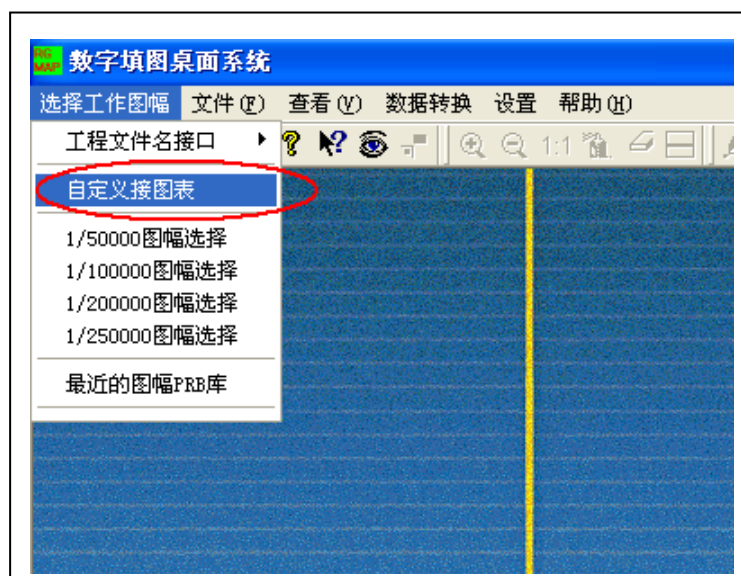 RG
MAP
数字填图桌面系统
选择工作图幅 文件(F) 查看(V) 数据转换 设置 帮助(H)
工程文件名接口
1:1
自定义接图表
1/50000图幅选择
1/100000图幅选择
1/200000图幅选择
1/250000图幅选择
最近的图幅PRB库